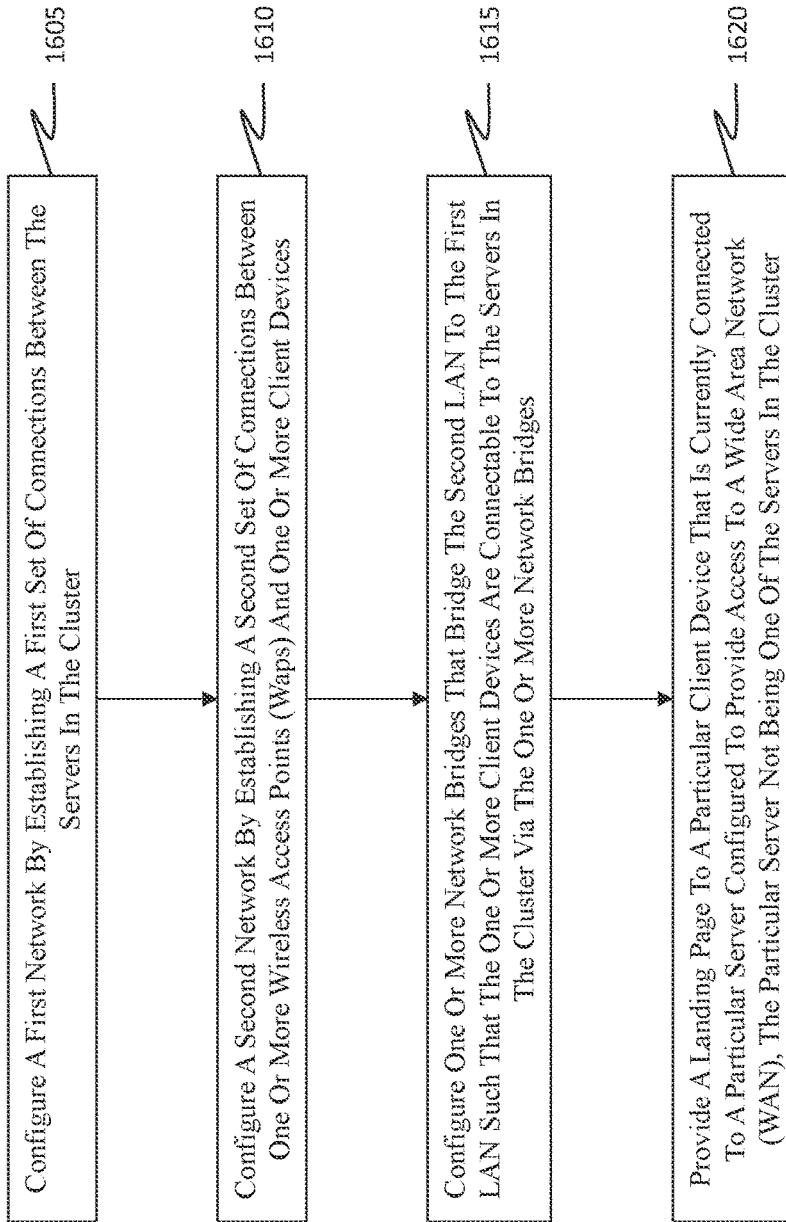 Configure A First Network By Establishing A First Set Of Connections Between The
Servers In The Cluster
1605
Configure A Second Network By Establishing A Second Set Of Connections Between
One Or More Wireless Access Points (Waps) And One Or More Client Devices
1610
Configure One Or More Network Bridges That Bridge The Second LAN To The First
LAN Such That The One Or More Client Devices Are Connectable To The Servers In
The Cluster Via The One Or More Network Bridges
1615
Provide A Landing Page To A Particular Client Device That Is Currently Connected
To A Particular Server Configured To Provide Access To A Wide Area Network
(WAN), The Particular Server Not Being One Of The Servers In The Cluster
1620